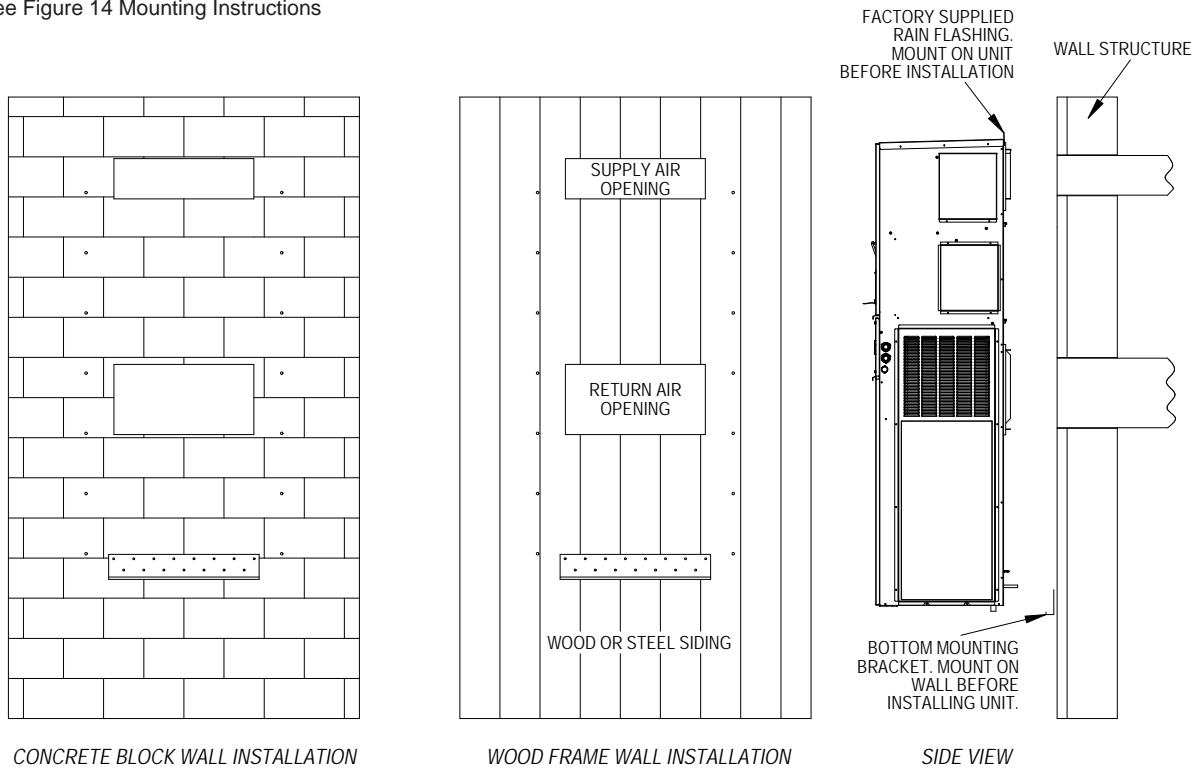 ee Figure 14 Mounting Instructions
FACTORY SUPPLIED
RAIN FLASHING.
MOUNT ON UNIT
BEFORE INSTALLATION
WALL STRUCTURE
SUPPLY AIR
OPENING
RETURN AIR
OPENING
WOOD OR STEEL SIDING
BOTTOM MOUNTING
BRACKET. MOUNT ON
WALL BEFORE
INSTALLING UNIT.
CONCRETE BLOCK WALL INSTALLATION
WOOD FRAME WALL INSTALLATION
SIDE VIEW